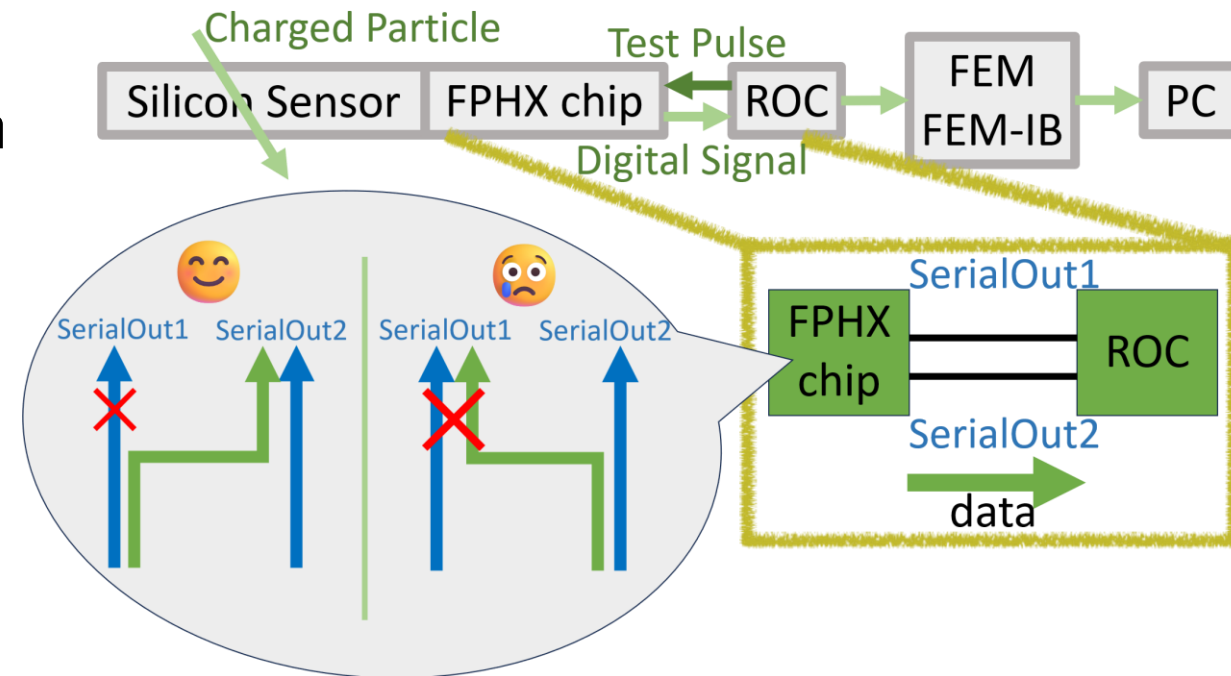 Charged Particle
Test Pulse
Silicon Sensor
FPHX chip
ROC
FEM
FEM-IB
PC
Digital Signal
SerialOut1
SerialOut2
SerialOut1
SerialOut2
SerialOut1
FPHX
chip
ROC
SerialOut2
data